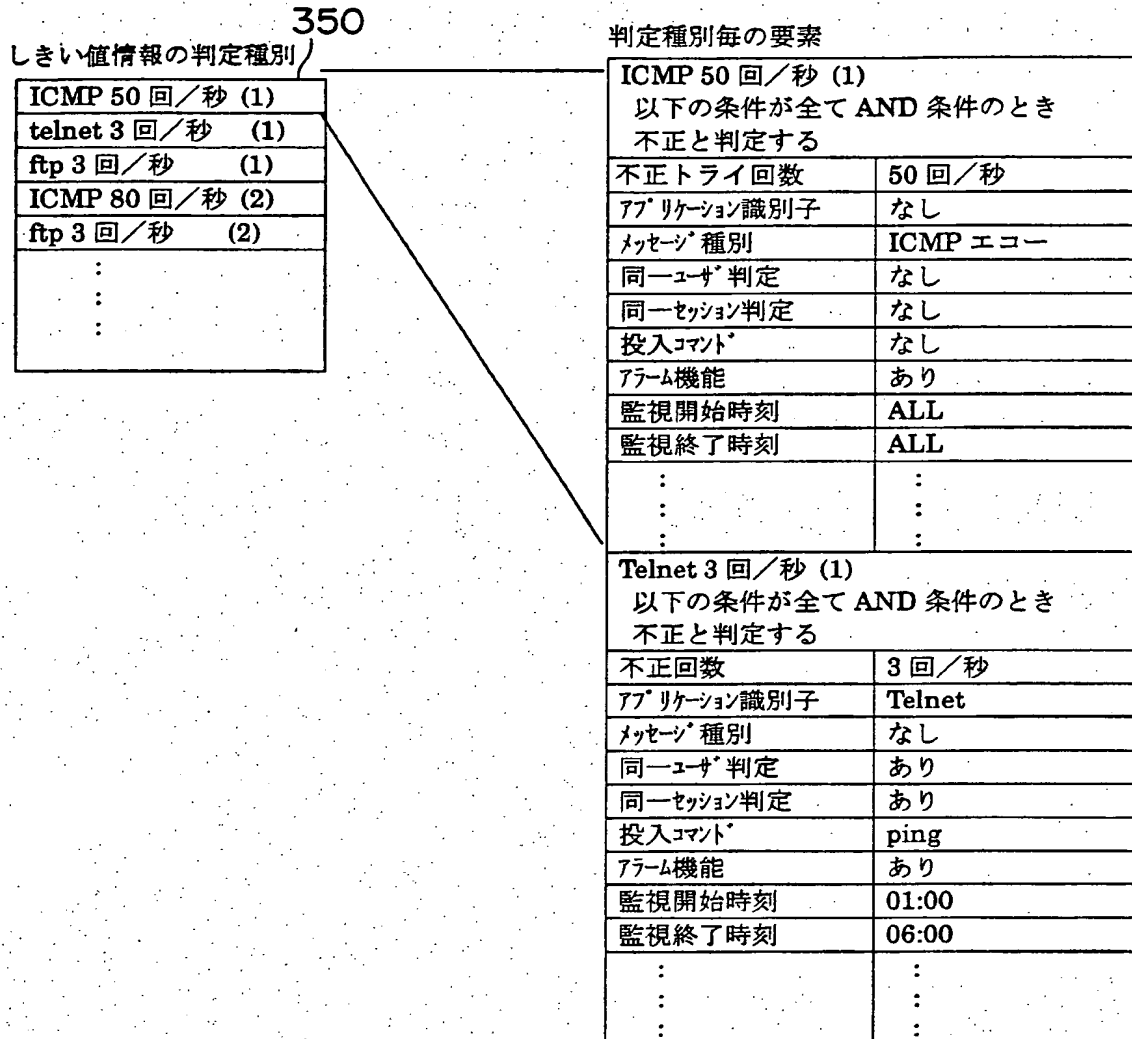 350
しきい値情報の判定種別
ICMP 50 回／秒 (1)
telnet 3 回／秒 (1)
ftp 3 回／秒 (1)
ICMP 80 回／秒 (2)
ftp 3 回／秒 (2)
：
：
：
判定種別毎の要素
ICMP 50 回／秒 (1)
以下の条件が全て AND 条件のとき
不正と判定する
不正トライ回数 50 回／秒
ｱﾌﾟﾘｹｰｼｮﾝ識別子 なし
ﾒｯｾｰｼﾞ種別 ICMP エコー
同一ﾕｰｻﾞ判定 なし
同一ｾｯｼｮﾝ判定 なし
投入ｺﾏﾝﾄﾞ なし
ｱﾗｰﾑ機能 あり
監視開始時刻 ALL
監視終了時刻 ALL
： ：
： ：
： ：
Telnet 3 回／秒 (1)
以下の条件が全て AND 条件のとき
不正と判定する
不正回数 3 回／秒
ｱﾌﾟﾘｹｰｼｮﾝ識別子 Telnet
ﾒｯｾｰｼﾞ種別 なし
同一ﾕｰｻﾞ判定 あり
同一ｾｯｼｮﾝ判定 あり
投入ｺﾏﾝﾄﾞ ping
ｱﾗｰﾑ機能 あり
監視開始時刻 01:00
監視終了時刻 06:00
： ：
： ：
： ：